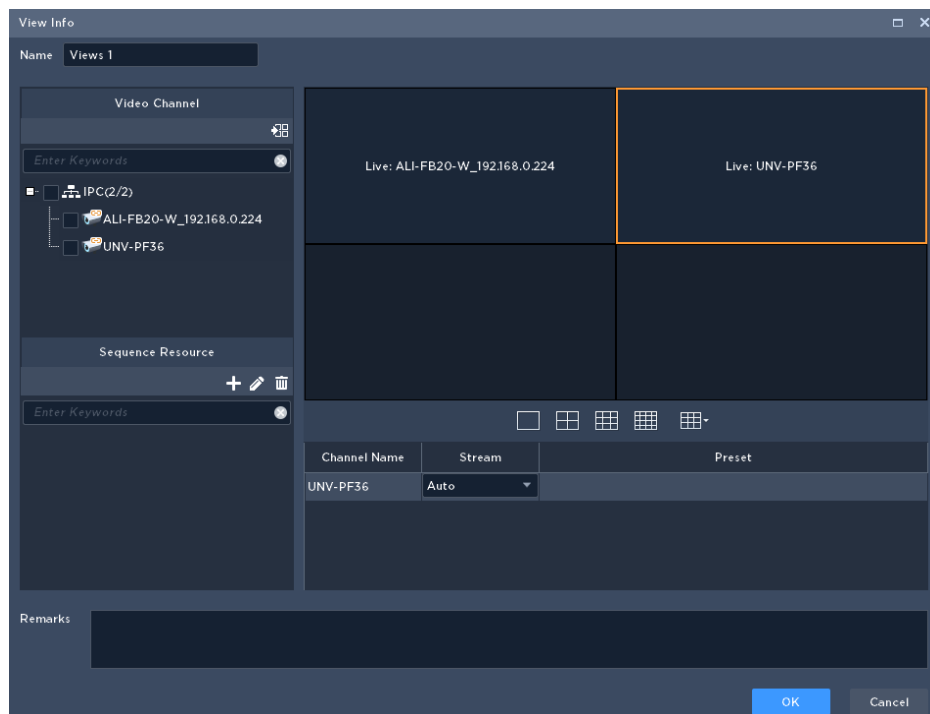 View Info
Name Views 1
Video Channel
Enter Keywords
IPC(2/2)
ALI-FB20-W_192.168.0.224
UNV-PF36
Sequence Resource
Enter Keywords
Live: ALI-FB20-W_192.168.0.224
Live: UNV-PF36
Channel Name Stream Preset
UNV-PF36 Auto
Remarks
OK Cancel